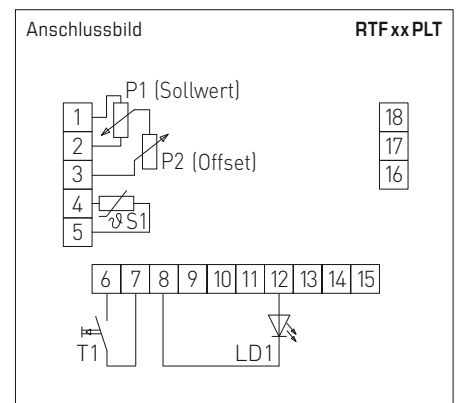 Anschlussbild RTF xx PLT
P1 (Sollwert)
1
18
2
17
P2 (Offset)
3
16
4
ϑS1
5
6 7 8 9 10 11 12 13 14 15
T1 LD1